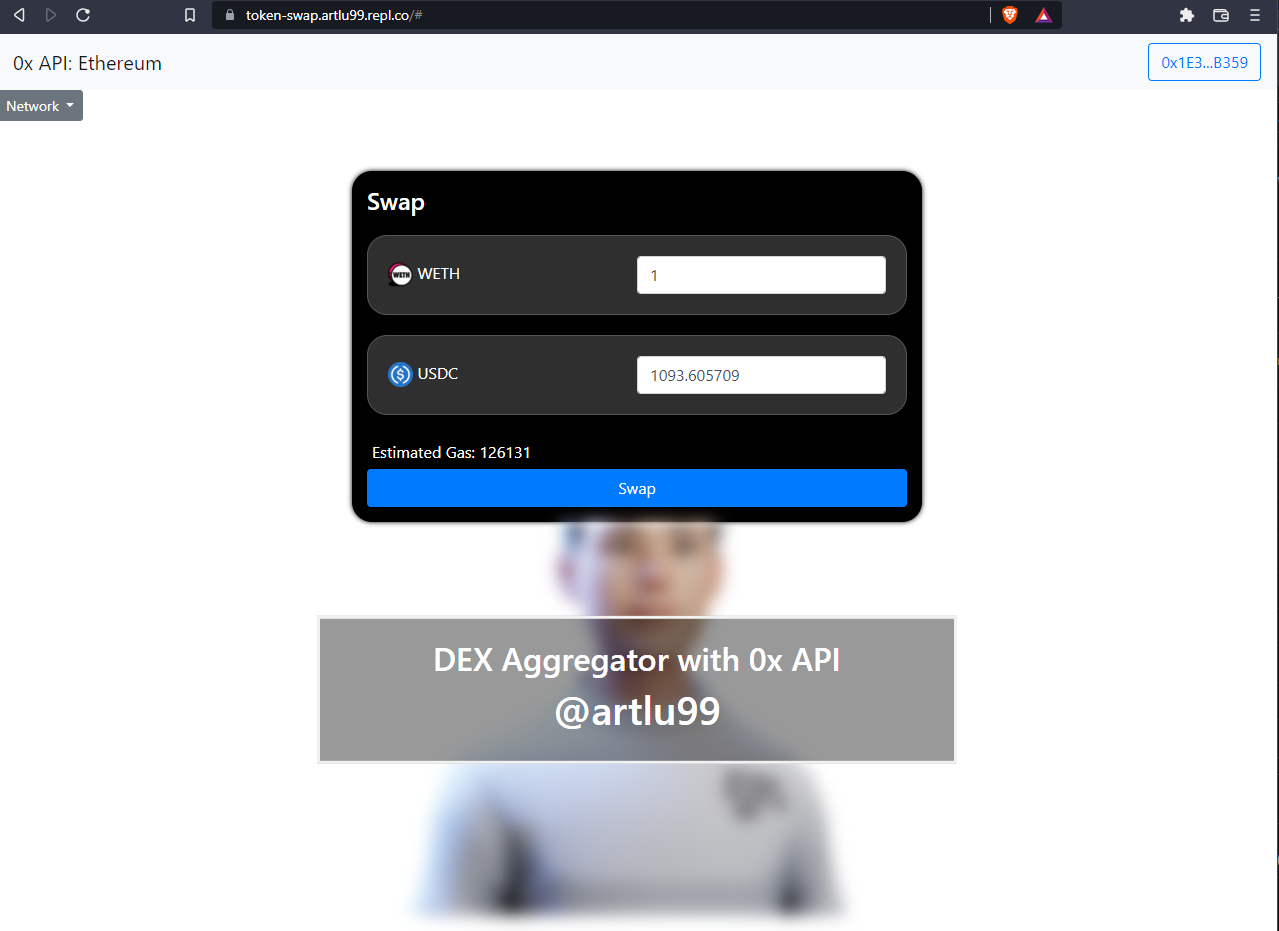 token-swap.artlu99.repl.co/#
0x API: Ethereum
0x1E3...B359
Network
Swap
WETH WETH
1
USDC
1093.605709
Estimated Gas: 126131
Swap
DEX Aggregator with 0x API
@artlu99